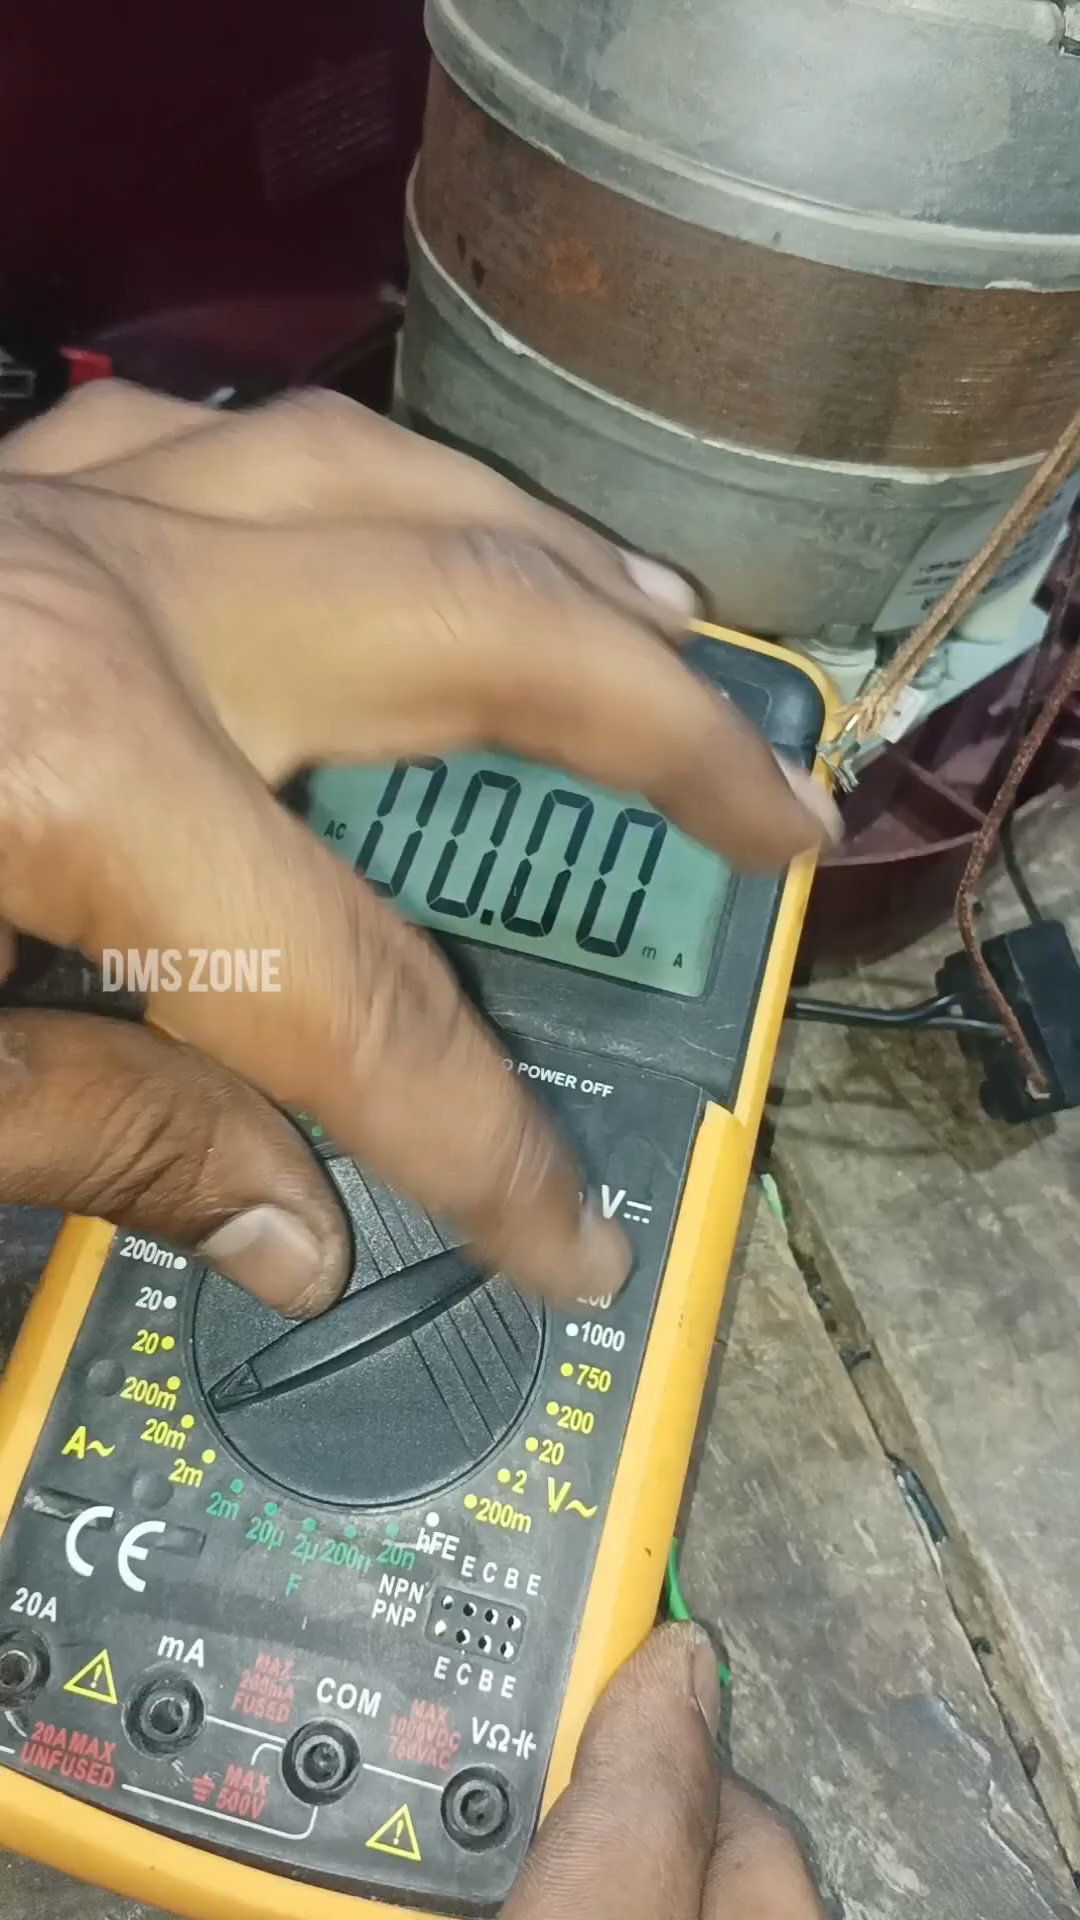 AC 00.00 m A
DMS ZONE
POWER OFF
V
200m
1000
20
20
750
200m
200
20m
20
A~
2m
2
V~
200m
2m 20µ 2µ 200n 20n hFE
F
CE
E C B E
NPN
PNP
E C B E
20A
mA
MAX
200mA
FUSED
COM
MAX
1000VDC
750VAC
VΩ
20A MAX
UNFUSED
MAX
500V